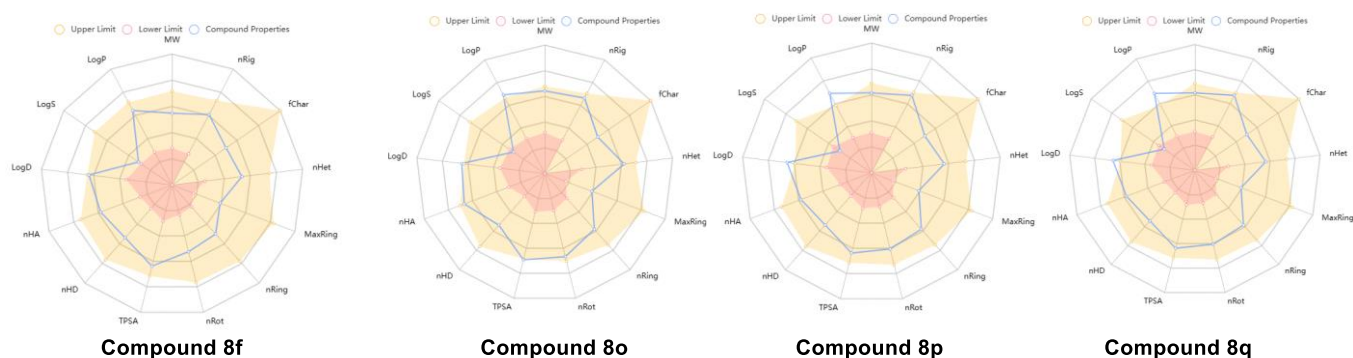 Upper Limit Lower Limit Compound Properties
MW
nRig
fChar
nHet
MaxRing
nRing
nRot
TPSA
nHD
nHA
LogD
LogS
LogP
Compound 8f
Upper Limit Lower Limit Compound Properties
MW
nRig
fChar
nHet
MaxRing
nRing
nRot
TPSA
nHD
nHA
LogD
LogS
LogP
Compound 8o
Upper Limit Lower Limit Compound Properties
MW
nRig
fChar
nHet
MaxRing
nRing
nRot
TPSA
nHD
nHA
LogD
LogS
LogP
Compound 8p
Upper Limit Lower Limit Compound Properties
MW
nRig
fChar
nHet
MaxRing
nRing
nRot
TPSA
nHD
nHA
LogD
LogS
LogP
Compound 8q